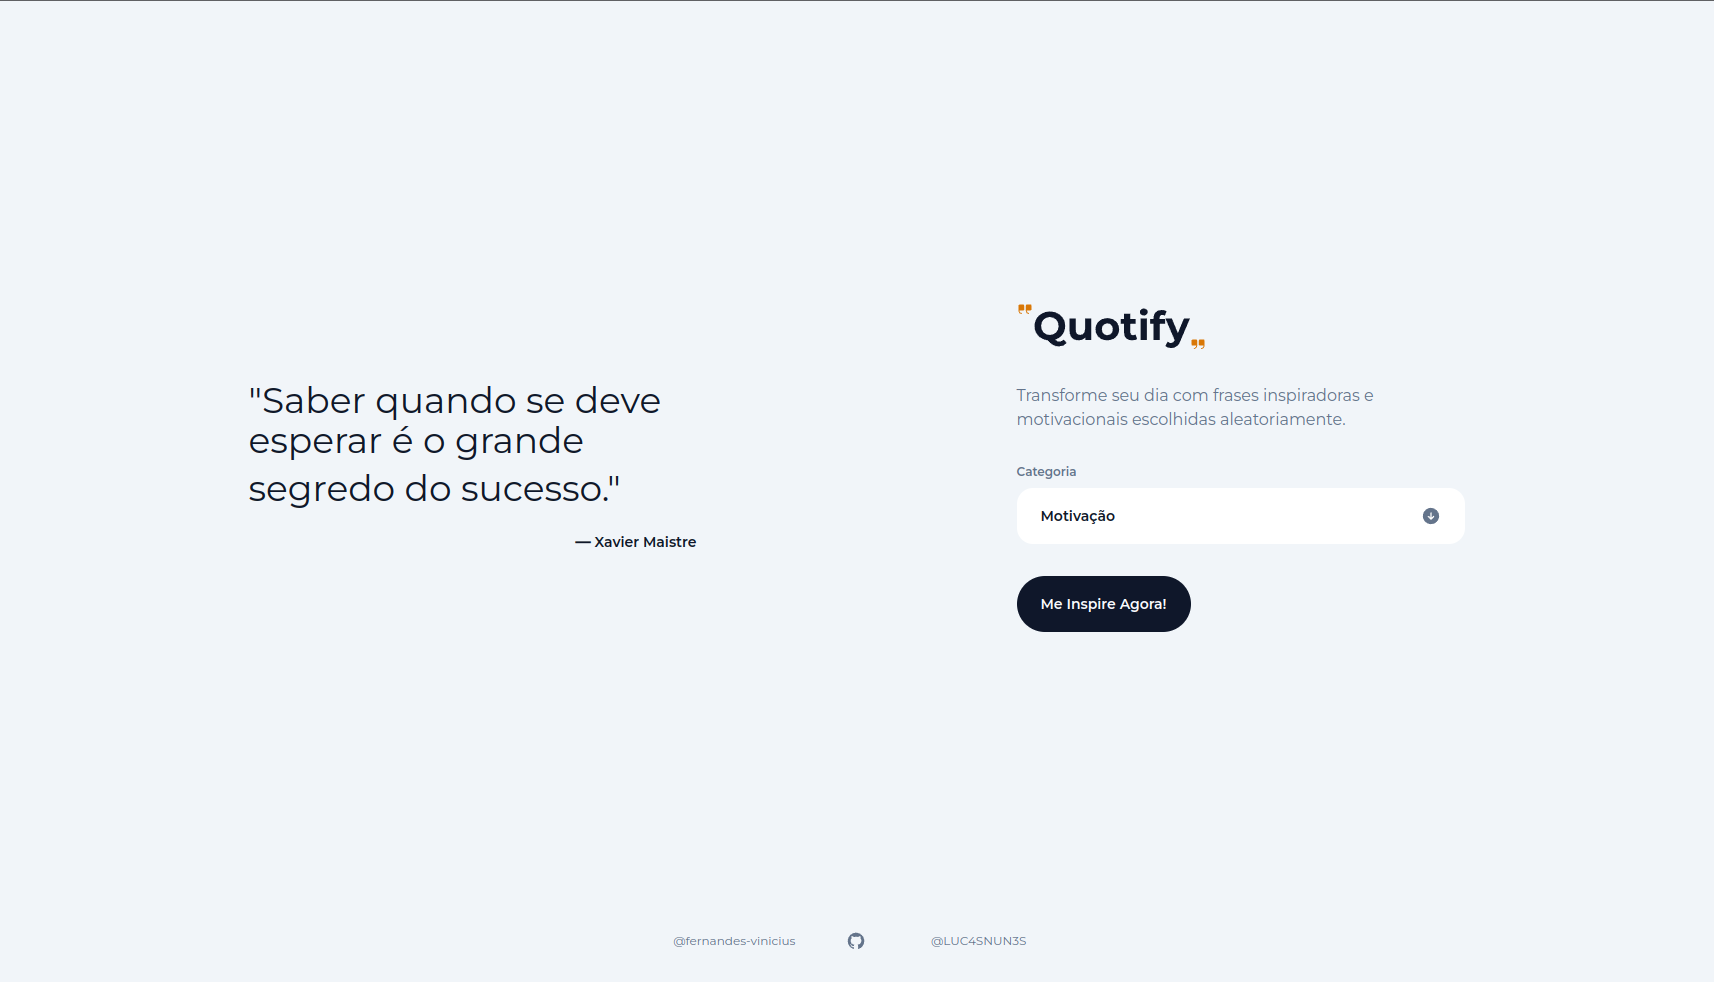 "Saber quando se deve
esperar é o grande
segredo do sucesso."
— Xavier Maistre
"Quotify"
Transforme seu dia com frases inspiradoras e
motivacionais escolhidas aleatoriamente.
Categoria
Motivação
Me Inspire Agora!
@fernandes-vinicius
@LUC4SNUN3S